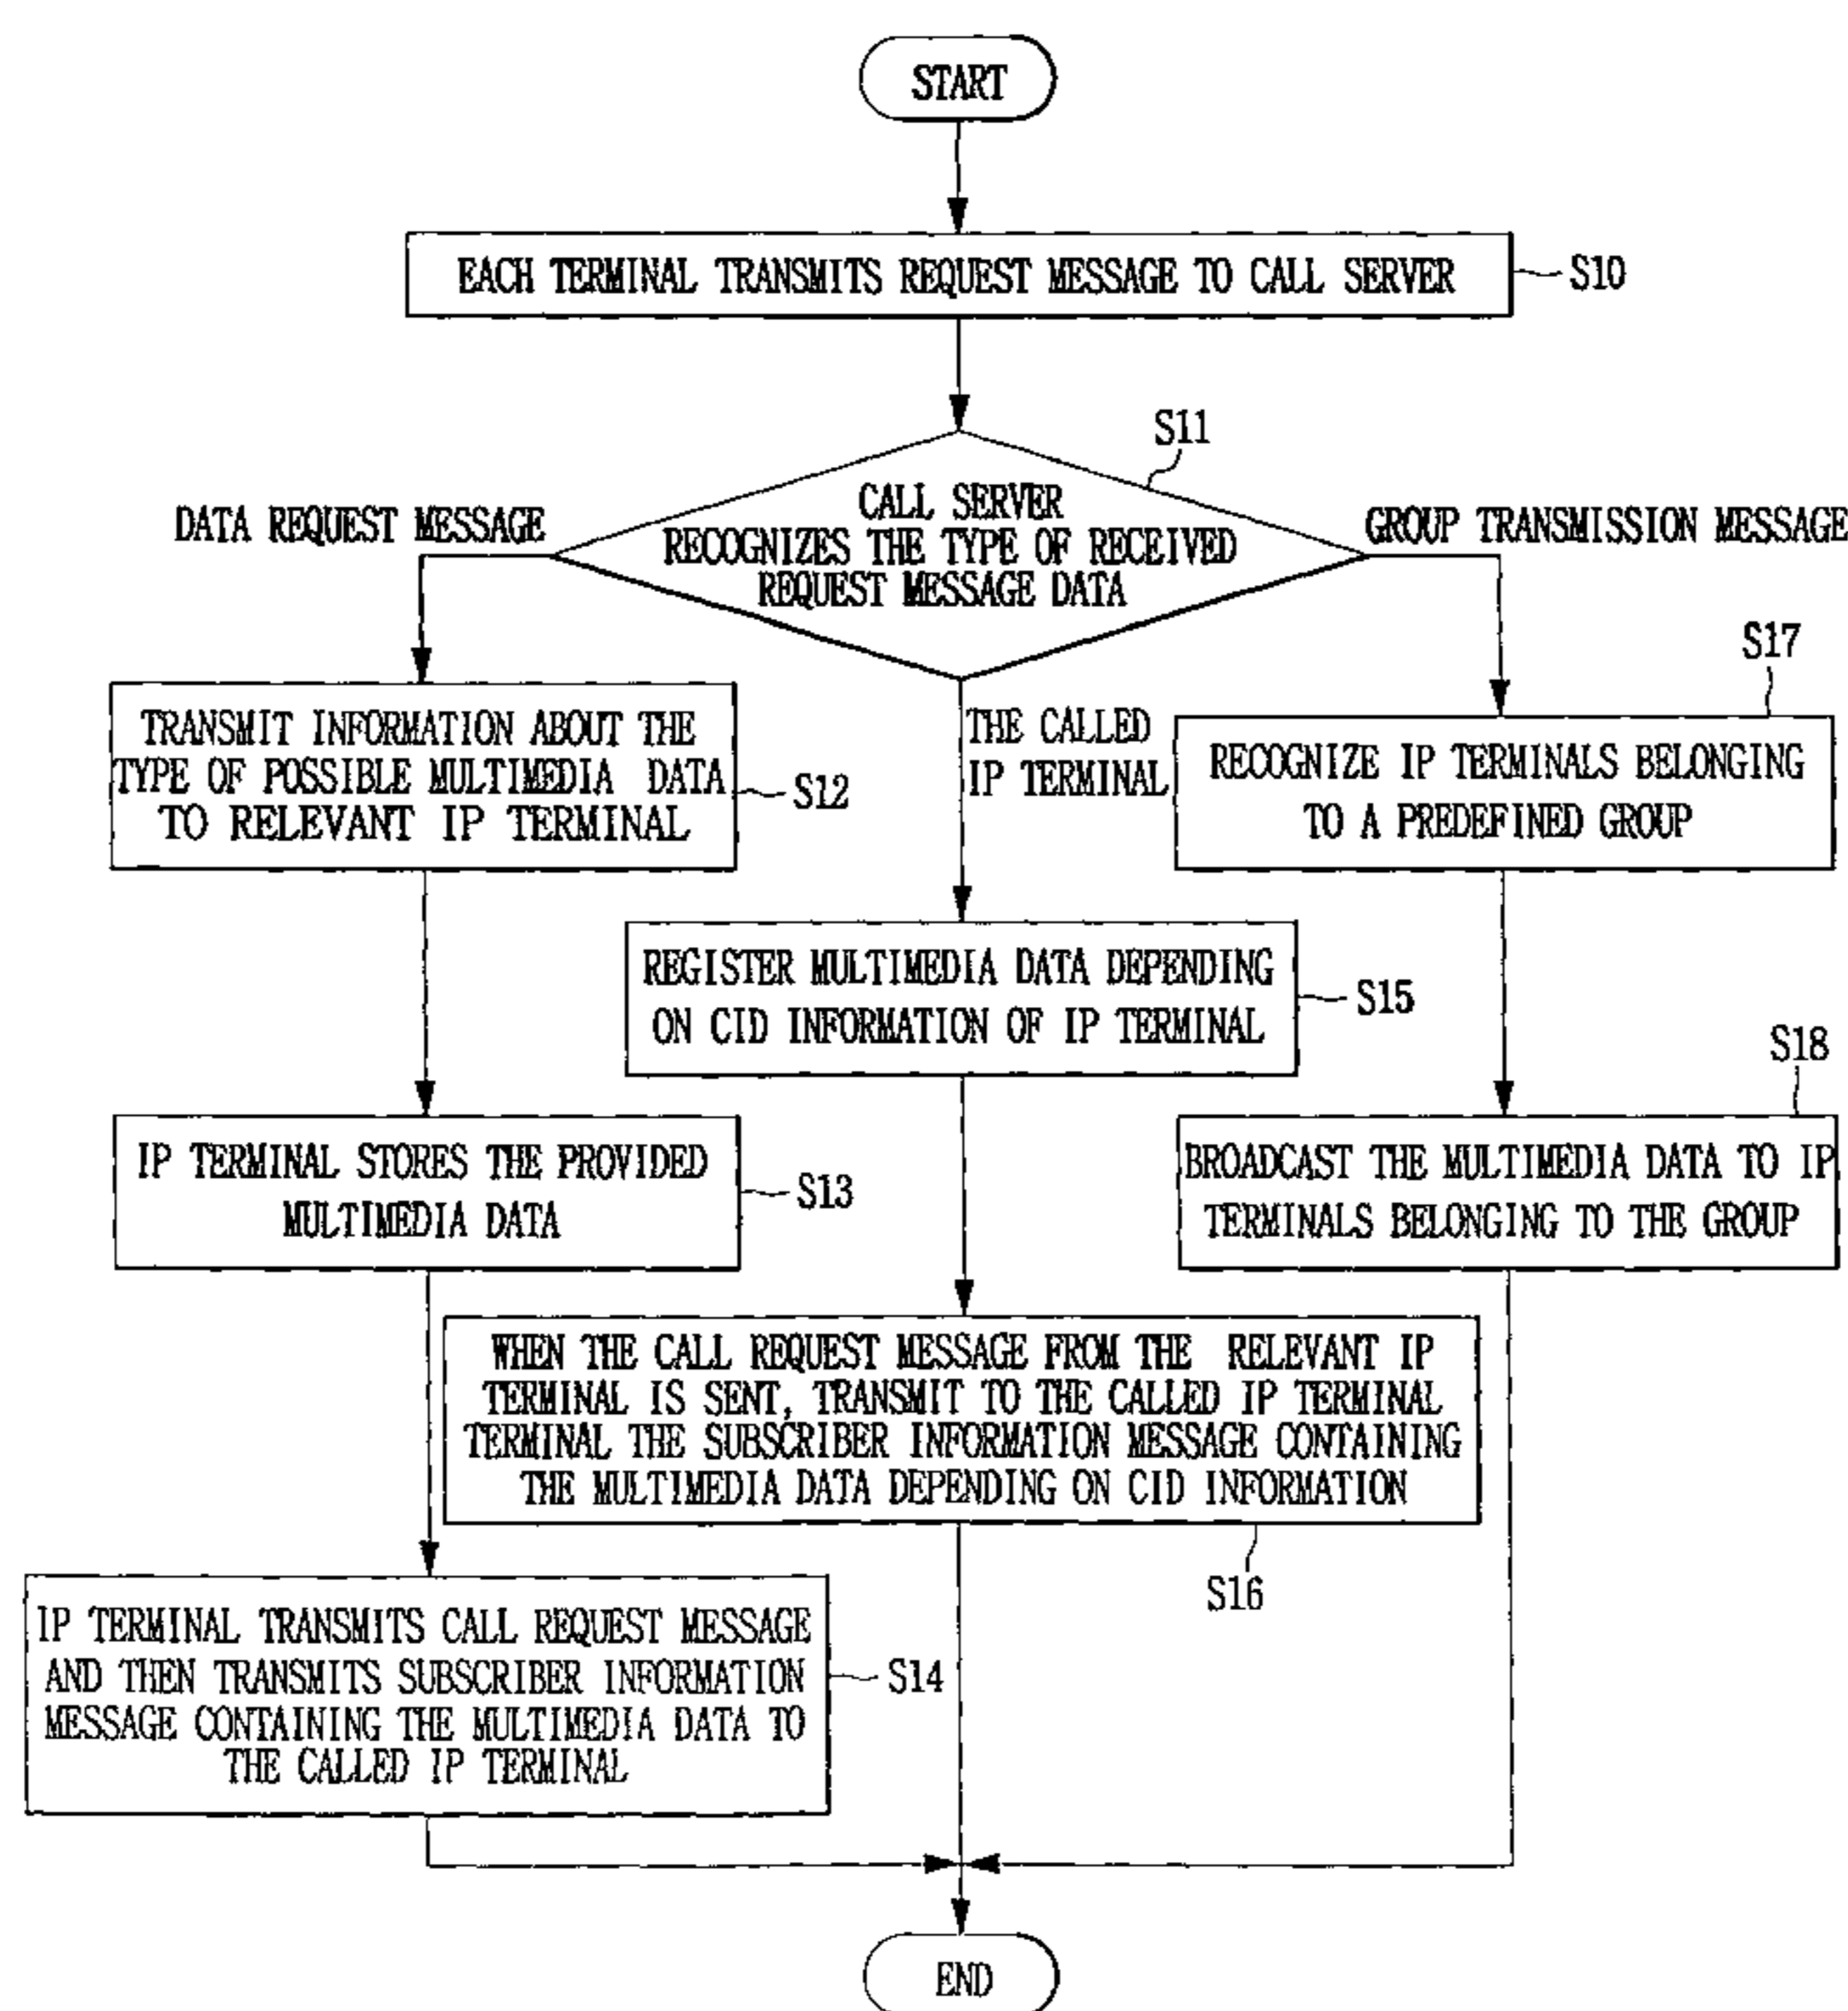 START
EACH TERMINAL TRANSMITS REQUEST MESSAGE TO CALL SERVER
S10
S11
CALL SERVER
RECOGNIZES THE TYPE OF RECEIVED
REQUEST MESSAGE DATA
DATA REQUEST MESSAGE
GROUP TRANSMISSION MESSAGE
THE CALLED
IP TERMINAL
TRANSMIT INFORMATION ABOUT THE
TYPE OF POSSIBLE MULTIMEDIA DATA
TO RELEVANT IP TERMINAL
S12
S17
RECOGNIZE IP TERMINALS BELONGING
TO A PREDEFINED GROUP
REGISTER MULTIMEDIA DATA DEPENDING
ON CID INFORMATION OF IP TERMINAL
S15
IP TERMINAL STORES THE PROVIDED
MULTIMEDIA DATA
S13
S18
BROADCAST THE MULTIMEDIA DATA TO IP
TERMINALS BELONGING TO THE GROUP
WHEN THE CALL REQUEST MESSAGE FROM THE RELEVANT IP
TERMINAL IS SENT, TRANSMIT TO THE CALLED IP TERMINAL
TERMINAL THE SUBSCRIBER INFORMATION MESSAGE CONTAINING
THE MULTIMEDIA DATA DEPENDING ON CID INFORMATION
S16
IP TERMINAL TRANSMITS CALL REQUEST MESSAGE
AND THEN TRANSMITS SUBSCRIBER INFORMATION
MESSAGE CONTAINING THE MULTIMEDIA DATA TO
THE CALLED IP TERMINAL
S14
END